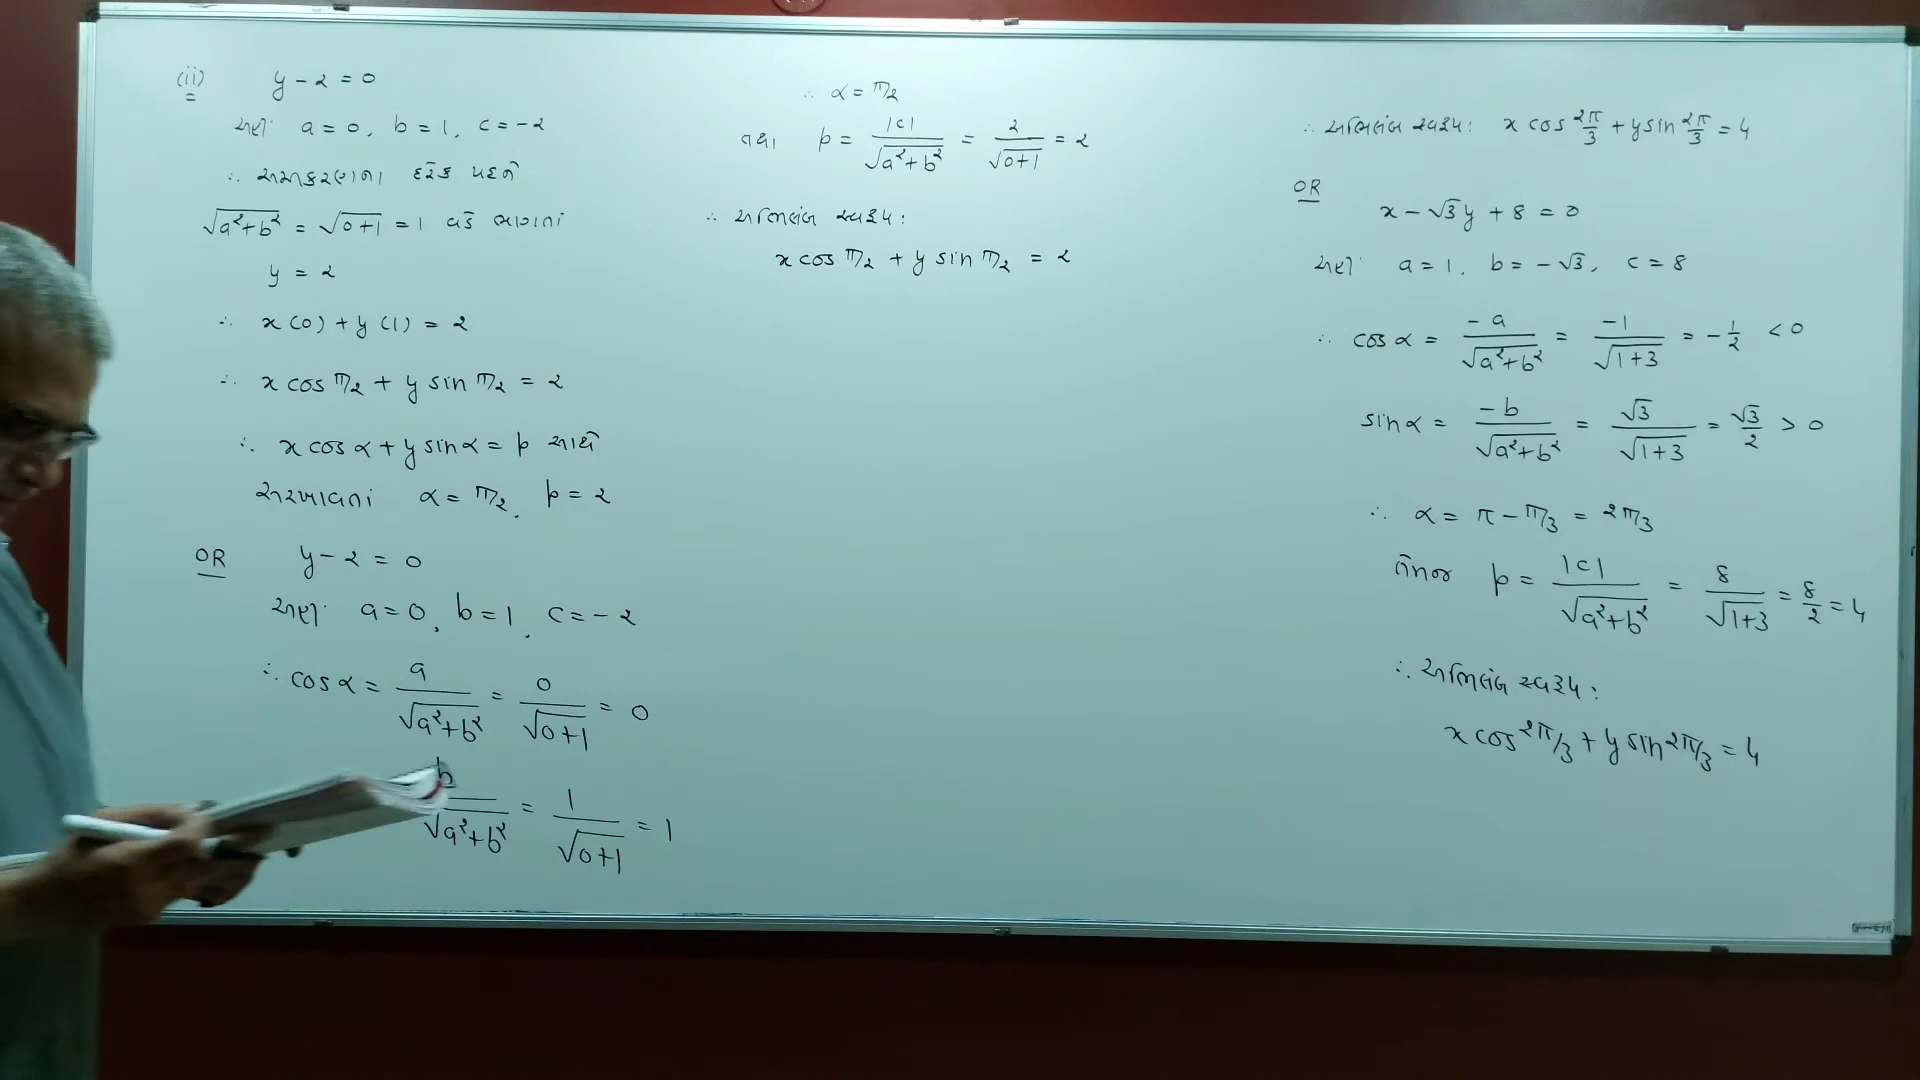 (ii) y - 2 = 0
અહીં a = 0, b = 1, c = -2
∴ સમીકરણના દરેક પદને
√(a²+b²) = √(0+1) = 1 વડે ભાગતાં
y = 2
∴ x(0) + y(1) = 2
∴ x cos π/2 + y sin π/2 = 2
∴ x cos α + y sin α = p સાથે
સરખાવતાં α = π/2, p = 2
OR y - 2 = 0
અહીં a = 0, b = 1, c = -2
∴ cos α = a/√(a²+b²) = 0/√(0+1) = 0
b/√(a²+b²) = 1/√(0+1) = 1
∴ α = π/2
તથા p = |c|/√(a²+b²) = 2/√(0+1) = 2
∴ અભિલંબ સ્વરૂપ:
x cos π/2 + y sin π/2 = 2
∴ અભિલંબ સ્વરૂપ: x cos 2π/3 + y sin 2π/3 = 4
OR
x - √3y + 8 = 0
અહીં a = 1, b = -√3, c = 8
∴ cos α = -a/√(a²+b²) = -1/√(1+3) = -1/2 < 0
sin α = -b/√(a²+b²) = √3/√(1+3) = √3/2 > 0
∴ α = π - π/3 = 2π/3
તેમજ p = |c|/√(a²+b²) = 8/√(1+3) = 8/2 = 4
∴ અભિલંબ સ્વરૂપ:
x cos 2π/3 + y sin 2π/3 = 4